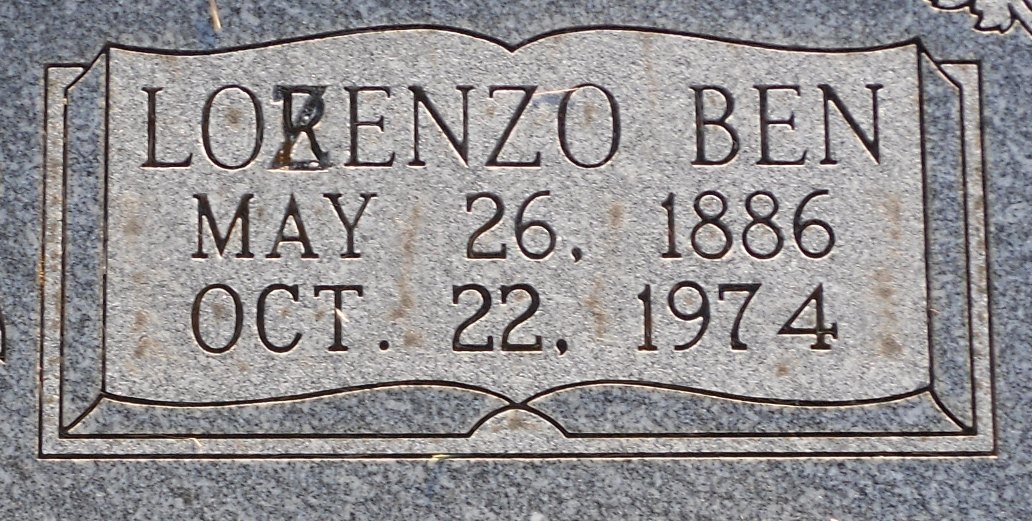 LORENZO BEN
MAY 26, 1886
OCT. 22, 1974